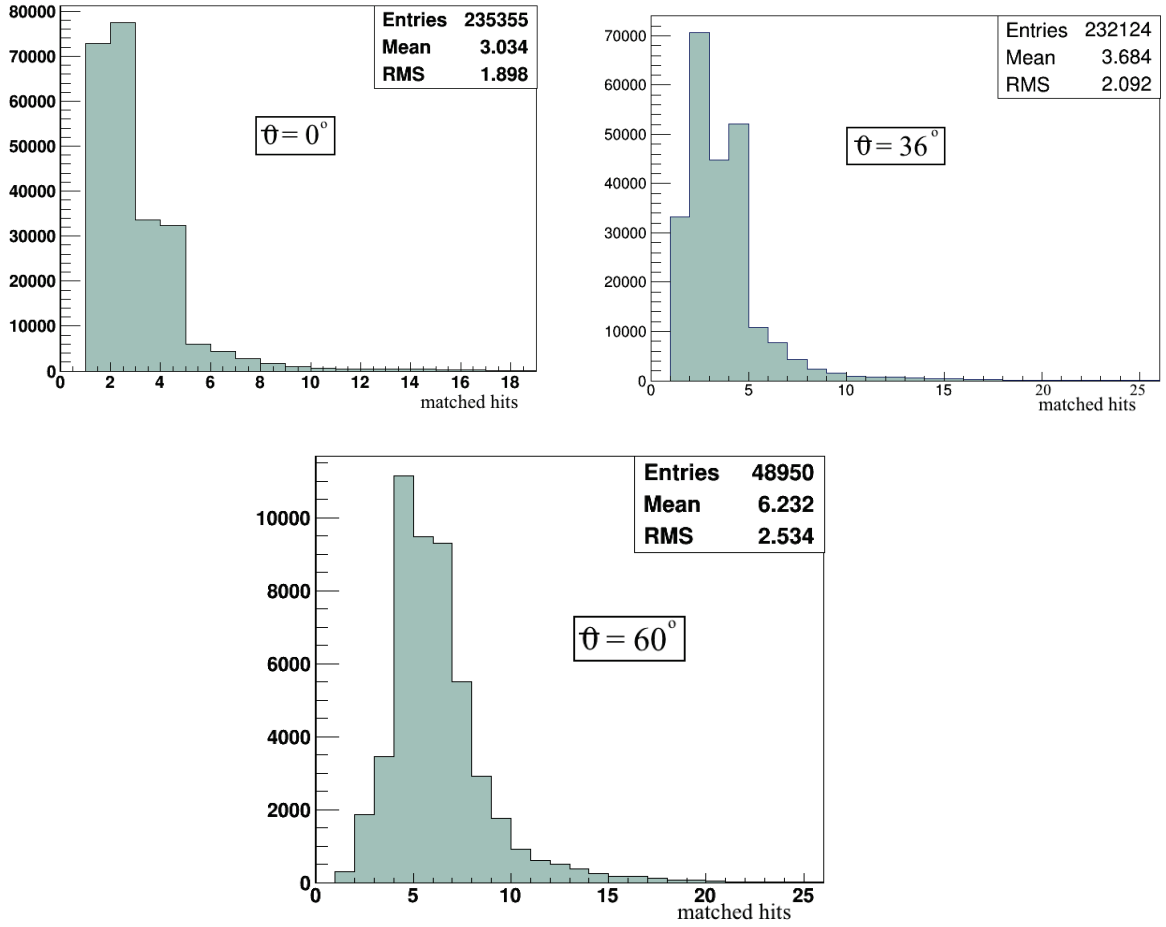 Entries 235355
Mean 3.034
RMS 1.898
ϑ = 0°
80000
70000
60000
50000
40000
30000
20000
10000
0
0 2 4 6 8 10 12 14 16 18
matched hits
Entries 232124
Mean 3.684
RMS 2.092
ϑ = 36°
70000
60000
50000
40000
30000
20000
10000
0
0 5 10 15 20 25
matched hits
Entries 48950
Mean 6.232
RMS 2.534
ϑ = 60°
10000
8000
6000
4000
2000
0
0 5 10 15 20 25
matched hits